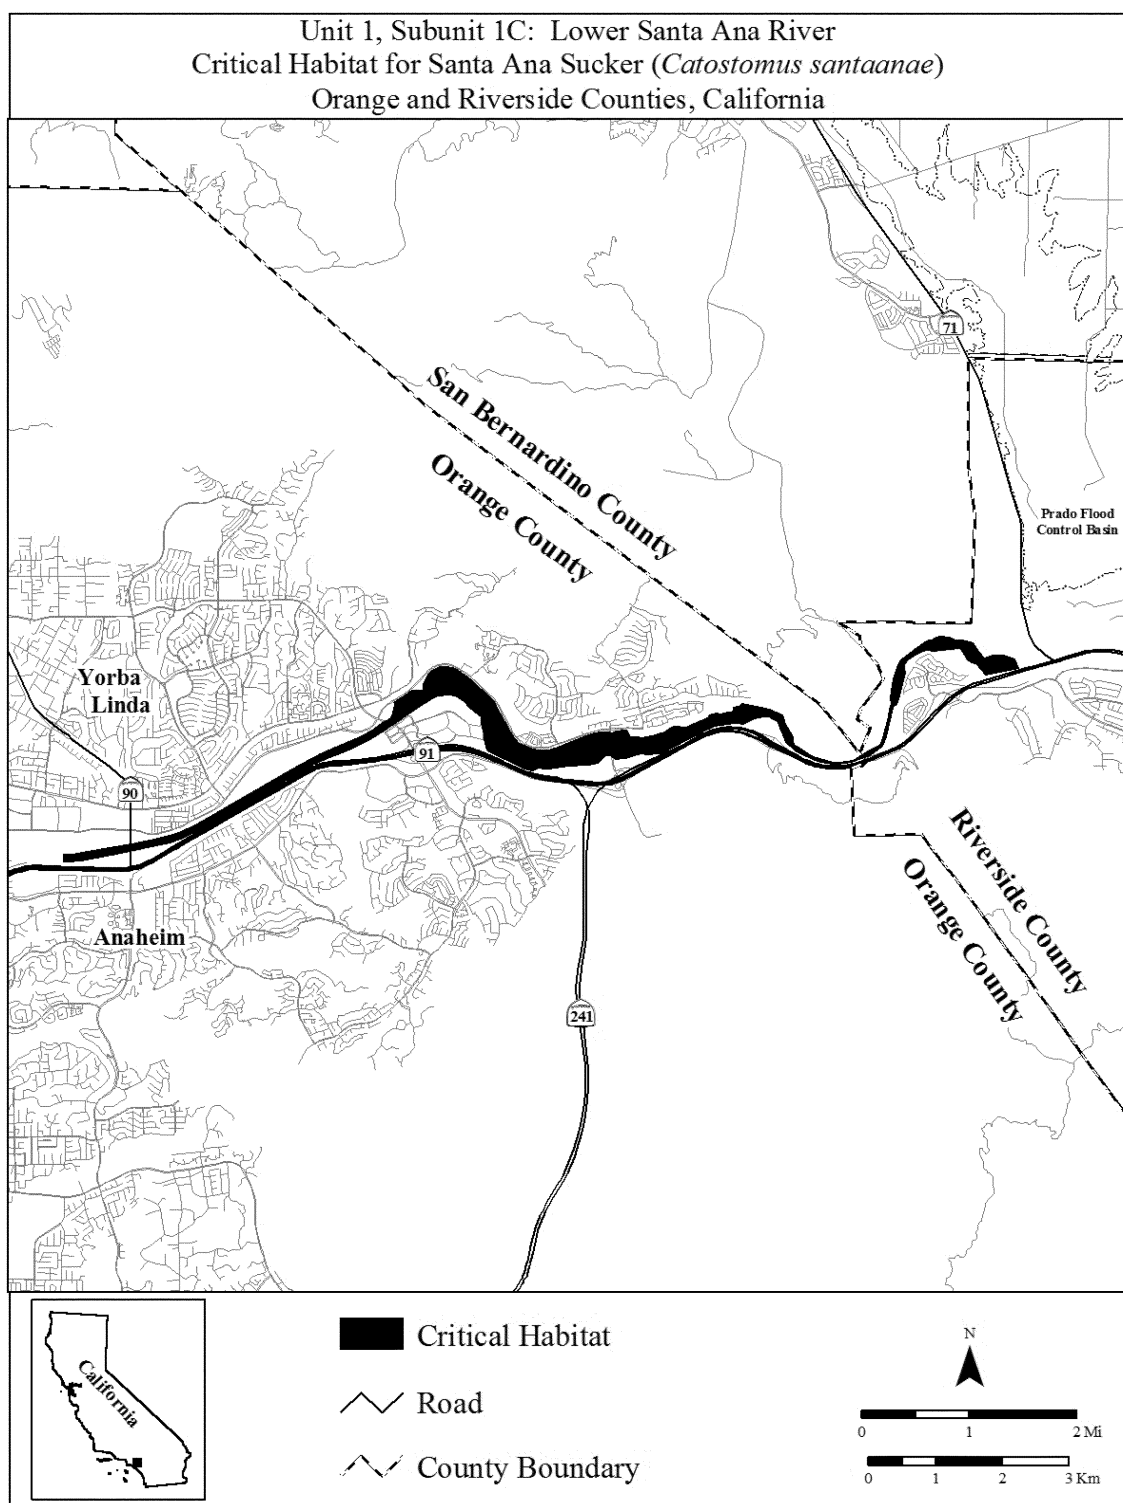 Unit 1, Subunit 1C: Lower Santa Ana River
Critical Habitat for Santa Ana Sucker (Catostomus santaanae)
Orange and Riverside Counties, California
71
San Bernardino County
Orange County
Prado Flood
Control Basin
Yorba
Linda
91
90
Riverside County
Orange County
Anaheim
241
California
Critical Habitat
Road
County Boundary
N
0 1 2 Mi
0 1 2 3 Km